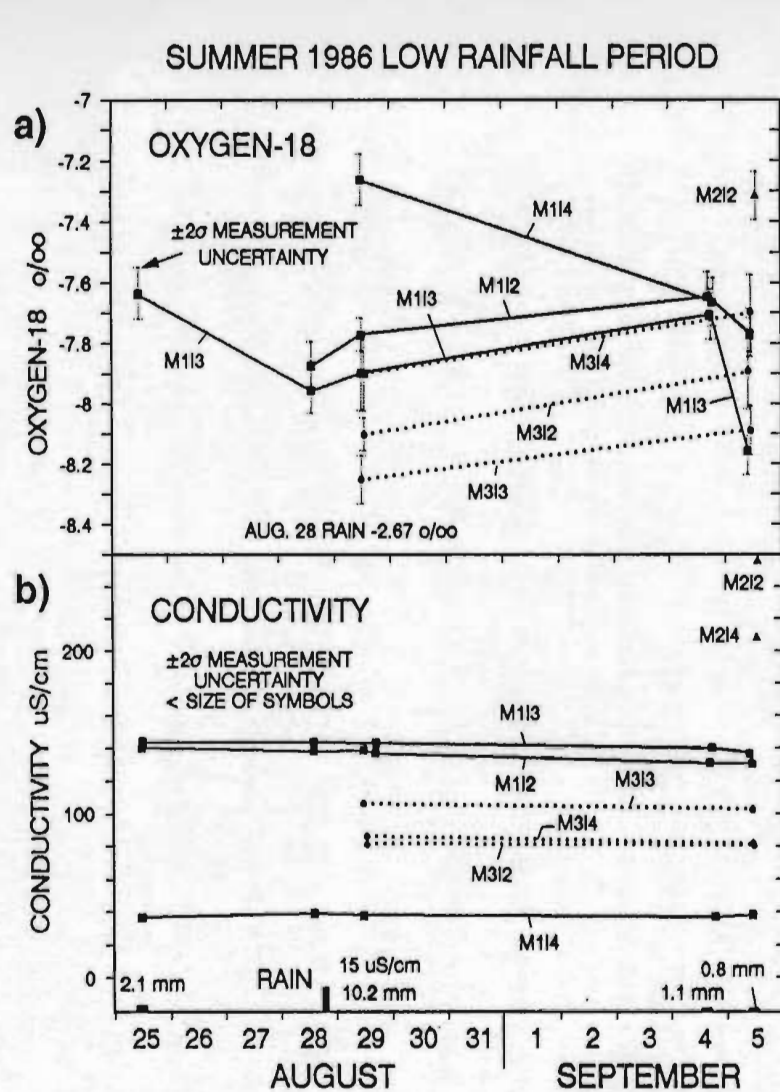 SUMMER 1986 LOW RAINFALL PERIOD
a)
OXYGEN-18
OXYGEN-18 o/oo
-7
-7.2
-7.4
-7.6
-7.8
-8
-8.2
-8.4
±2σ MEASUREMENT
UNCERTAINTY
M1I4
M2I2
M1I3
M1I3
M1I2
M3I4
M1I3
M3I2
M3I3
AUG. 28 RAIN -2.67 o/oo
b)
CONDUCTIVITY
CONDUCTIVITY uS/cm
200
100
0
±2σ MEASUREMENT
UNCERTAINTY
< SIZE OF SYMBOLS
M2I2
M2I4
M1I3
M1I2
M3I3
M3I4
M3I2
M1I4
2.1 mm
RAIN
15 uS/cm
10.2 mm
1.1 mm
0.8 mm
25 26 27 28 29 30 31 1 2 3 4 5
AUGUST SEPTEMBER